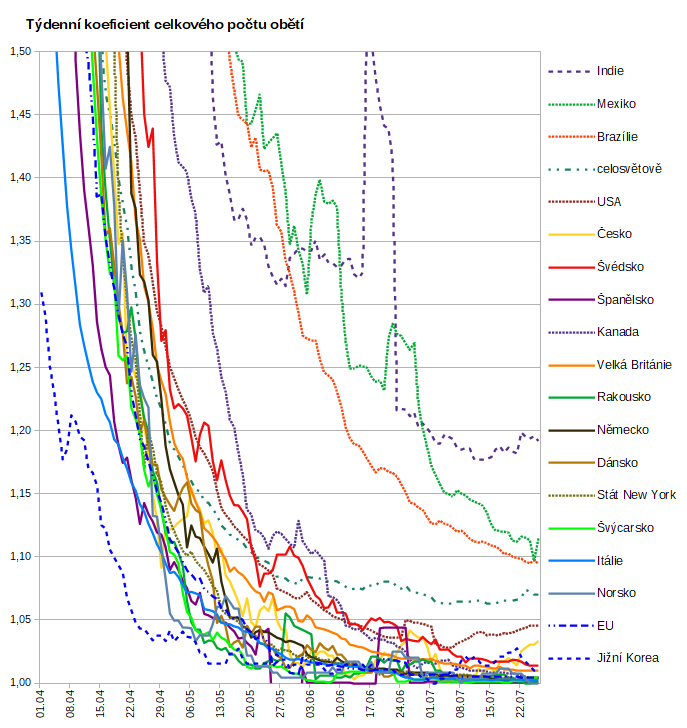 Týdenní koeficient celkového počtu obětí
1,50
1,45
1,40
1,35
1,30
1,25
1,20
1,15
1,10
1,05
1,00
01.04
08.04
15.04
22.04
29.04
06.05
13.05
20.05
27.05
03.06
10.06
17.06
24.06
01.07
08.07
15.07
22.07
Indie
Mexiko
Brazílie
celosvětově
USA
Česko
Švédsko
Španělsko
Kanada
Velká Británie
Rakousko
Německo
Dánsko
Stát New York
Švýcarsko
Itálie
Norsko
EU
Jižní Korea